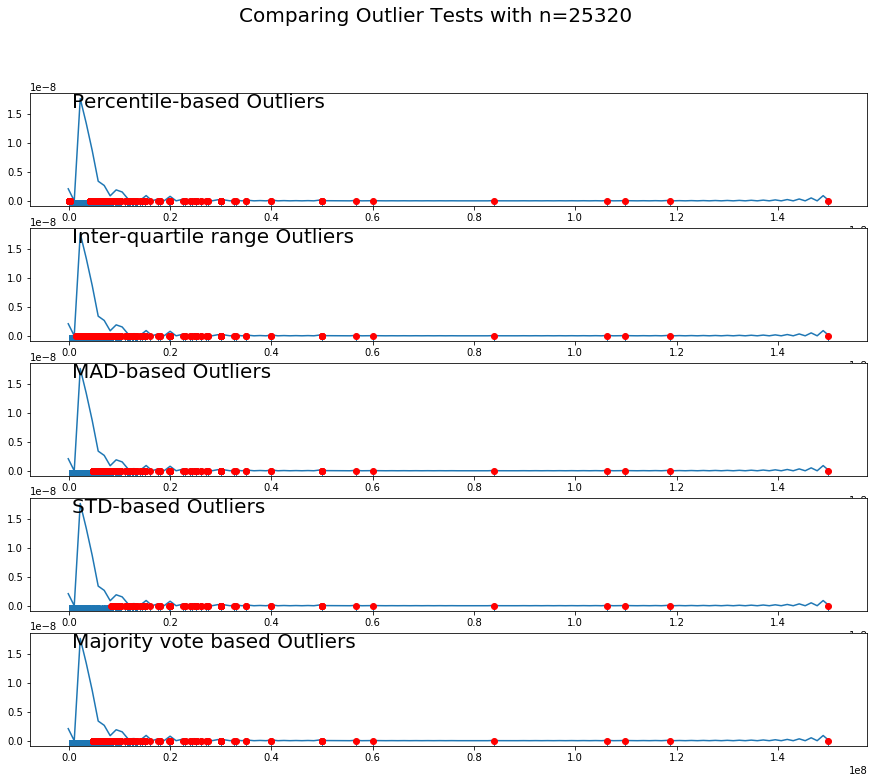 Comparing Outlier Tests with n=25320
1e−8
Percentile-based Outliers
1.5
1.0
0.5
0.0
0.0 0.2 0.4 0.6 0.8 1.0 1.2 1.4
1e−8
Inter-quartile range Outliers
1.5
1.0
0.5
0.0
0.0 0.2 0.4 0.6 0.8 1.0 1.2 1.4
1e−8
MAD-based Outliers
1.5
1.0
0.5
0.0
0.0 0.2 0.4 0.6 0.8 1.0 1.2 1.4
1e−8
STD-based Outliers
1.5
1.0
0.5
0.0
0.0 0.2 0.4 0.6 0.8 1.0 1.2 1.4
1e−8
Majority vote based Outliers
1.5
1.0
0.5
0.0
0.0 0.2 0.4 0.6 0.8 1.0 1.2 1.4
1e8